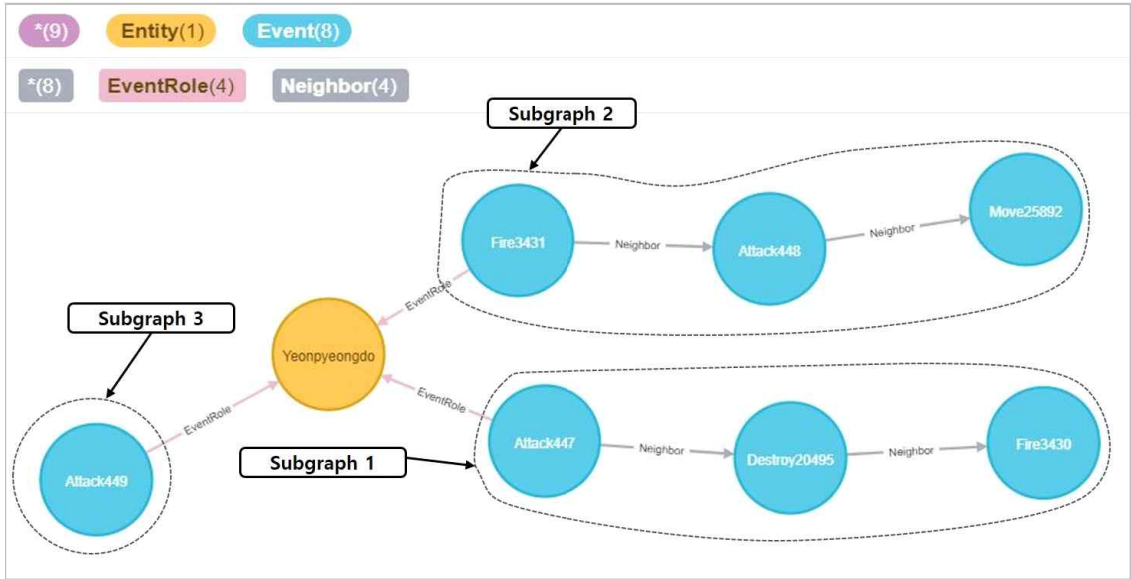 *(9) Entity(1) Event(8)
*(8) EventRole(4) Neighbor(4)
Subgraph 2
Fire3431
Neighbor
Attack448
Neighbor
Move25892
EventRole
Subgraph 3
Yeonpyeongdo
EventRole
EventRole
Attack449
Subgraph 1
Attack447
Neighbor
Destroy20495
Neighbor
Fire3430